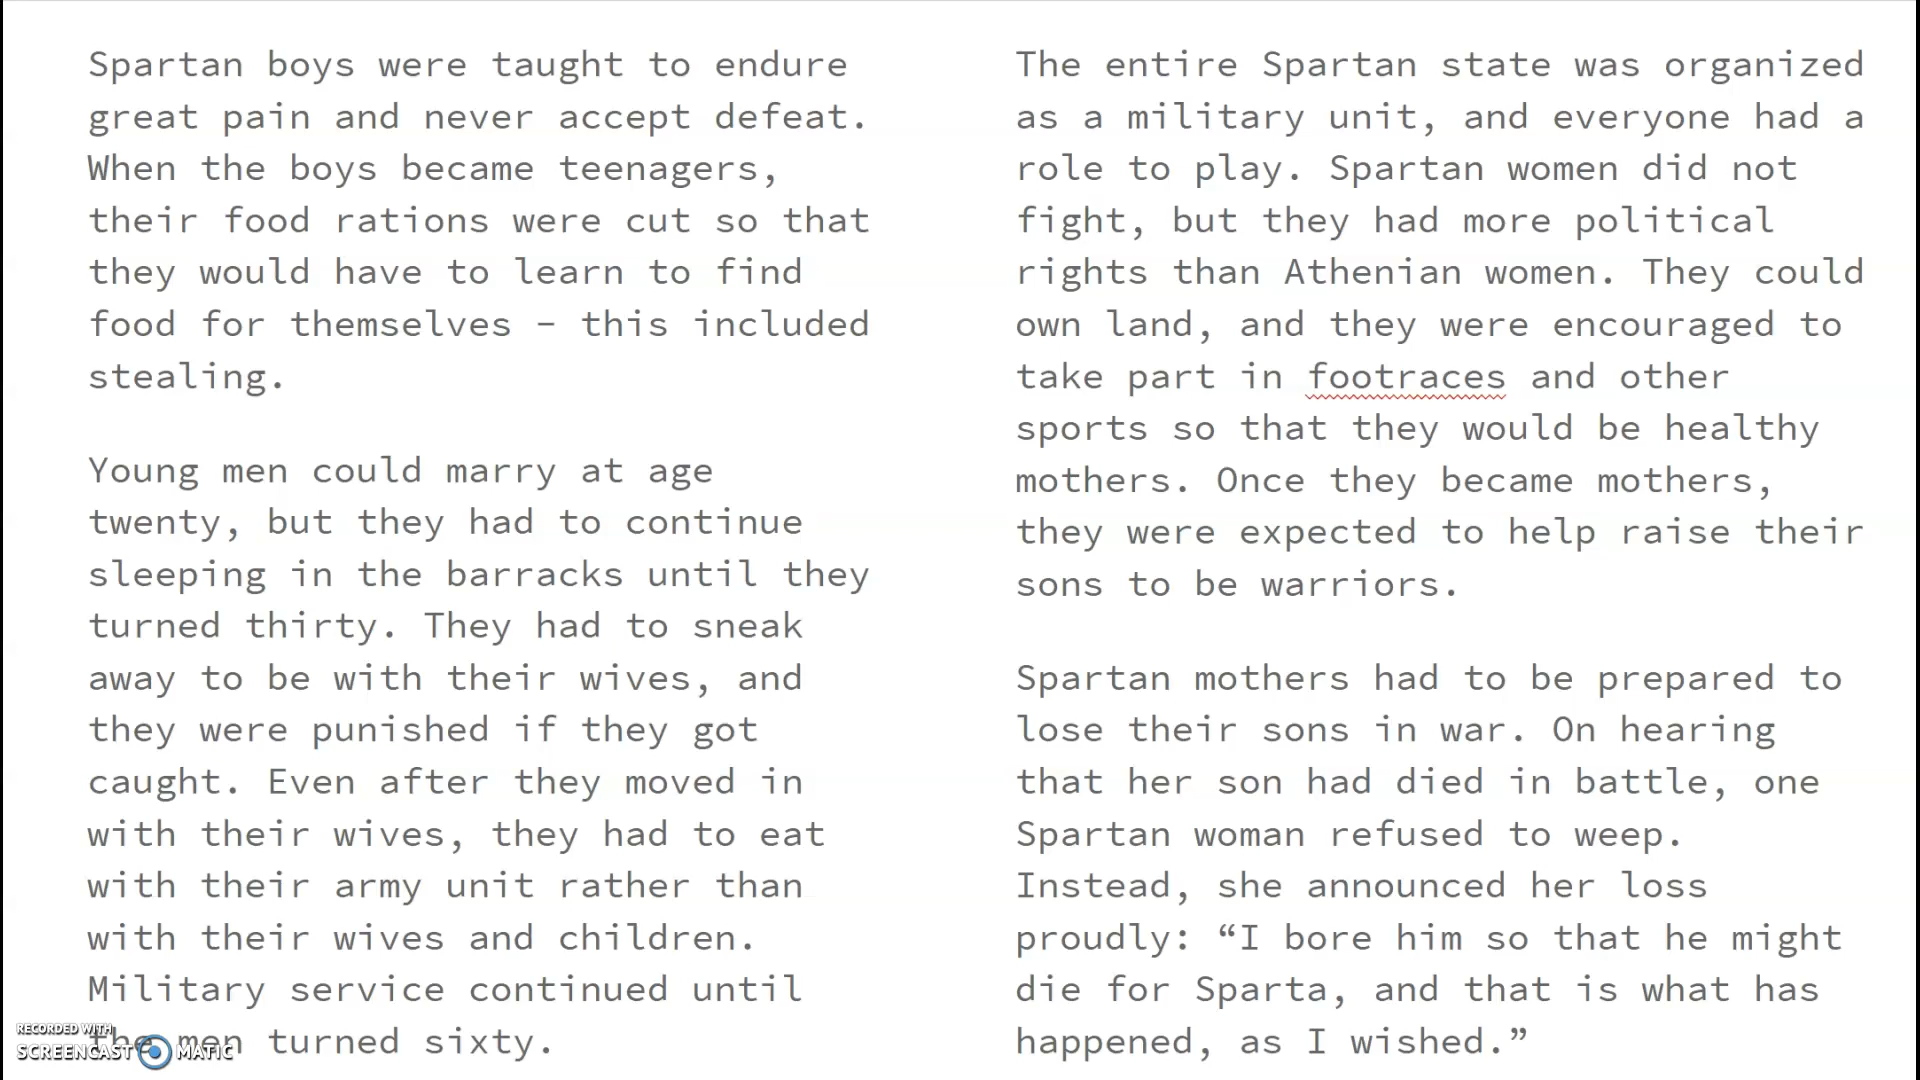 Spartan boys were taught to endure
great pain and never accept defeat.
When the boys became teenagers,
their food rations were cut so that
they would have to learn to find
food for themselves – this included
stealing.
Young men could marry at age
twenty, but they had to continue
sleeping in the barracks until they
turned thirty. They had to sneak
away to be with their wives, and
they were punished if they got
caught. Even after they moved in
with their wives, they had to eat
with their army unit rather than
with their wives and children.
Military service continued until
the men turned sixty.
The entire Spartan state was organized
as a military unit, and everyone had a
role to play. Spartan women did not
fight, but they had more political
rights than Athenian women. They could
own land, and they were encouraged to
take part in footraces and other
sports so that they would be healthy
mothers. Once they became mothers,
they were expected to help raise their
sons to be warriors.
Spartan mothers had to be prepared to
lose their sons in war. On hearing
that her son had died in battle, one
Spartan woman refused to weep.
Instead, she announced her loss
proudly: “I bore him so that he might
die for Sparta, and that is what has
happened, as I wished.”
RECORDED WITH
SCREENCAST MATIC